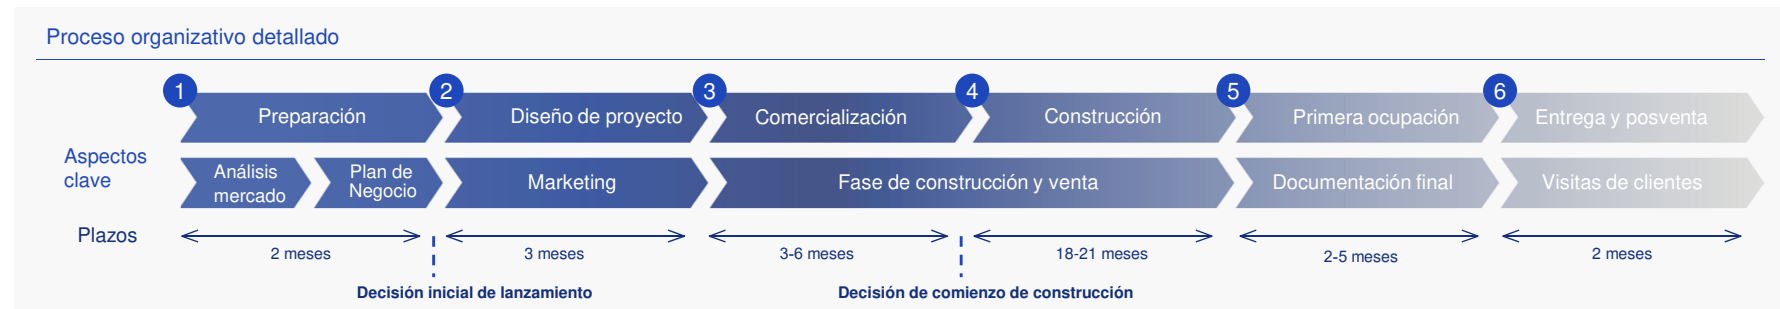 Proceso organizativo detallado
1
2
3
4
5
6
Preparación
Diseño de proyecto
Comercialización
Construcción
Primera ocupación
Entrega y posventa
Aspectos
clave
Análisis
mercado
Plan de
Negocio
Marketing
Fase de construcción y venta
Documentación final
Visitas de clientes
Plazos
2 meses
3 meses
3-6 meses
18-21 meses
2-5 meses
2 meses
Decisión inicial de lanzamiento
Decisión de comienzo de construcción